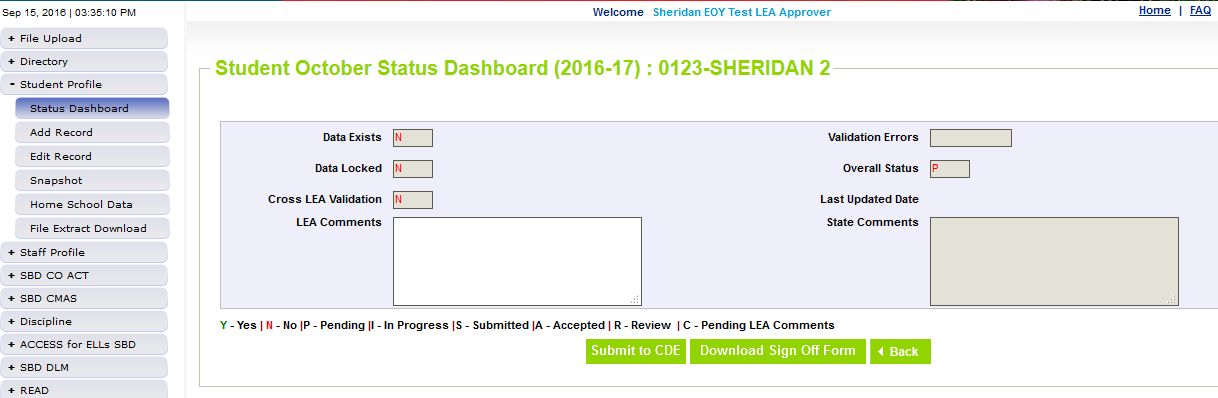 Sep 15, 2016 | 03:35:10 PM
Welcome Sheridan EOY Test LEA Approver
Home | FAQ
+ File Upload
+ Directory
- Student Profile
Status Dashboard
Add Record
Edit Record
Snapshot
Home School Data
File Extract Download
+ Staff Profile
+ SBD CO ACT
+ SBD CMAS
+ Discipline
+ ACCESS for ELLs SBD
+ SBD DLM
+ READ
Student October Status Dashboard (2016-17) : 0123-SHERIDAN 2
Data Exists N Validation Errors
Data Locked N Overall Status P
Cross LEA Validation N Last Updated Date
LEA Comments State Comments
Y - Yes | N - No |P - Pending |I - In Progress |S - Submitted |A - Accepted | R - Review | C - Pending LEA Comments
Submit to CDE Download Sign Off Form Back